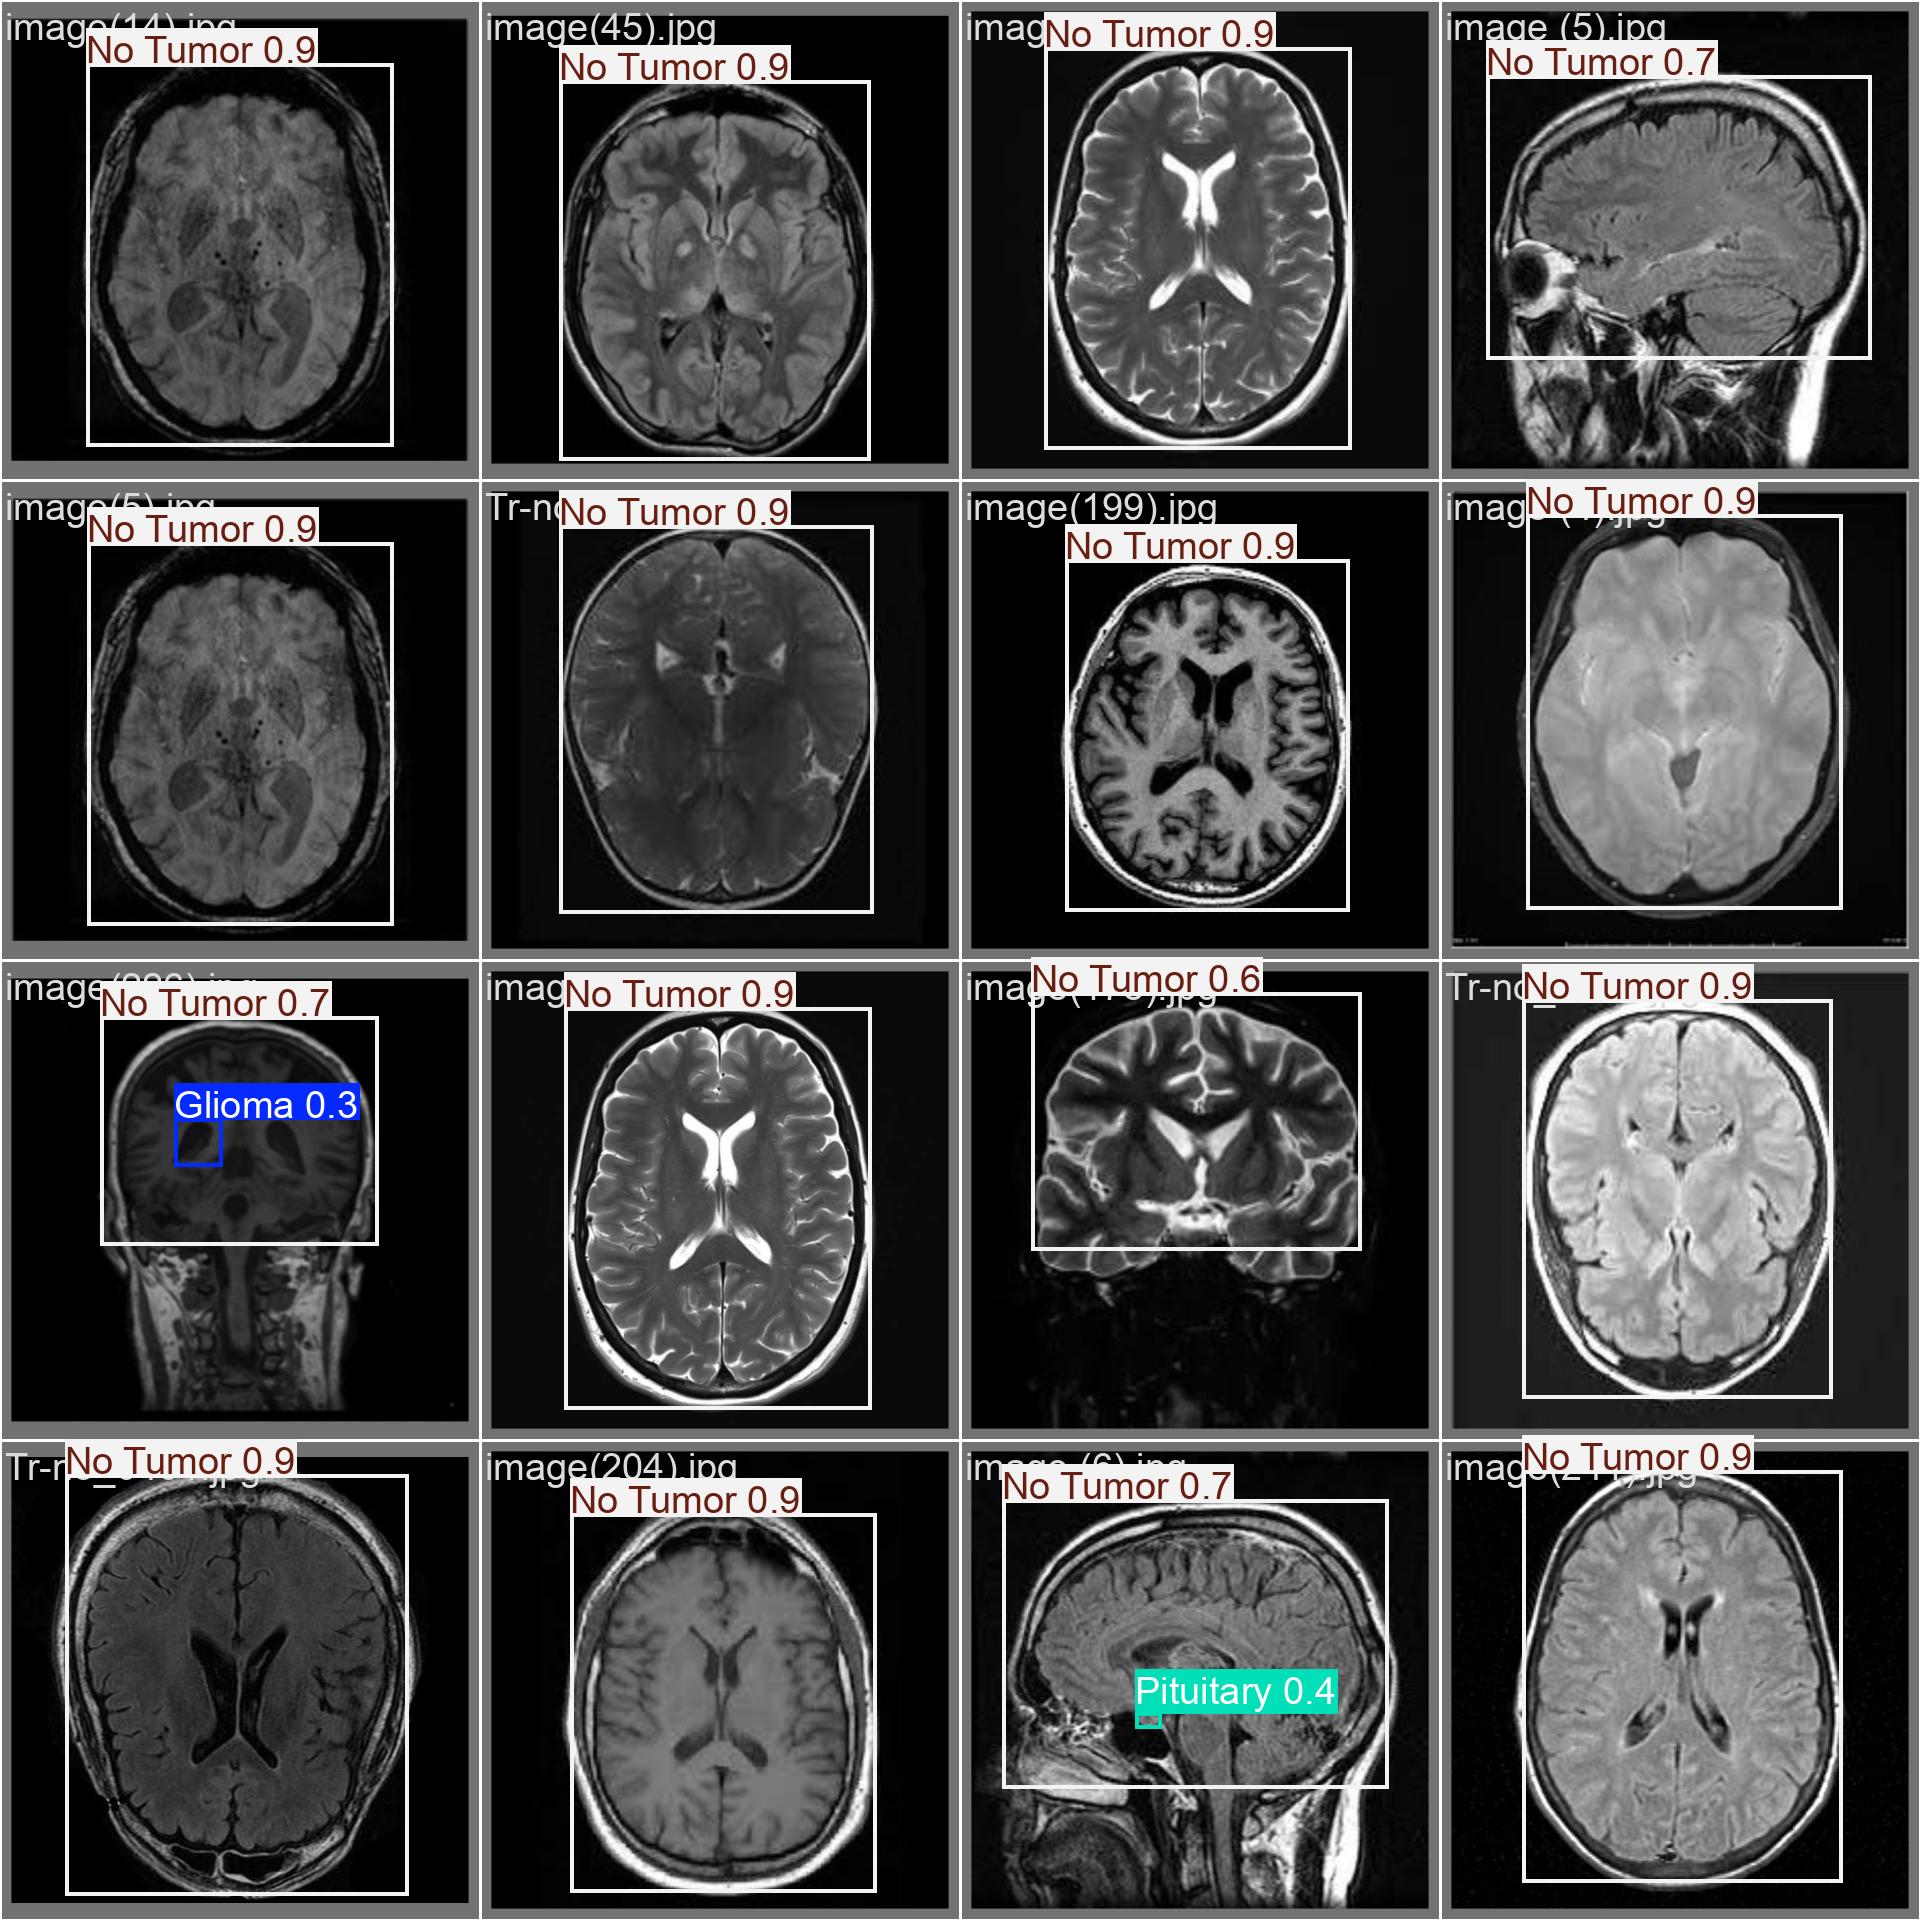 image(14).jpg
No Tumor 0.9
image(45).jpg
No Tumor 0.9
No Tumor 0.9
image (5).jpg
No Tumor 0.7
image(5).jpg
No Tumor 0.9
No Tumor 0.9
image(199).jpg
No Tumor 0.9
No Tumor 0.9
No Tumor 0.7
Glioma 0.3
No Tumor 0.9
No Tumor 0.6
No Tumor 0.9
No Tumor 0.9
image(204).jpg
No Tumor 0.9
image (6).jpg
No Tumor 0.7
Pituitary 0.4
No Tumor 0.9